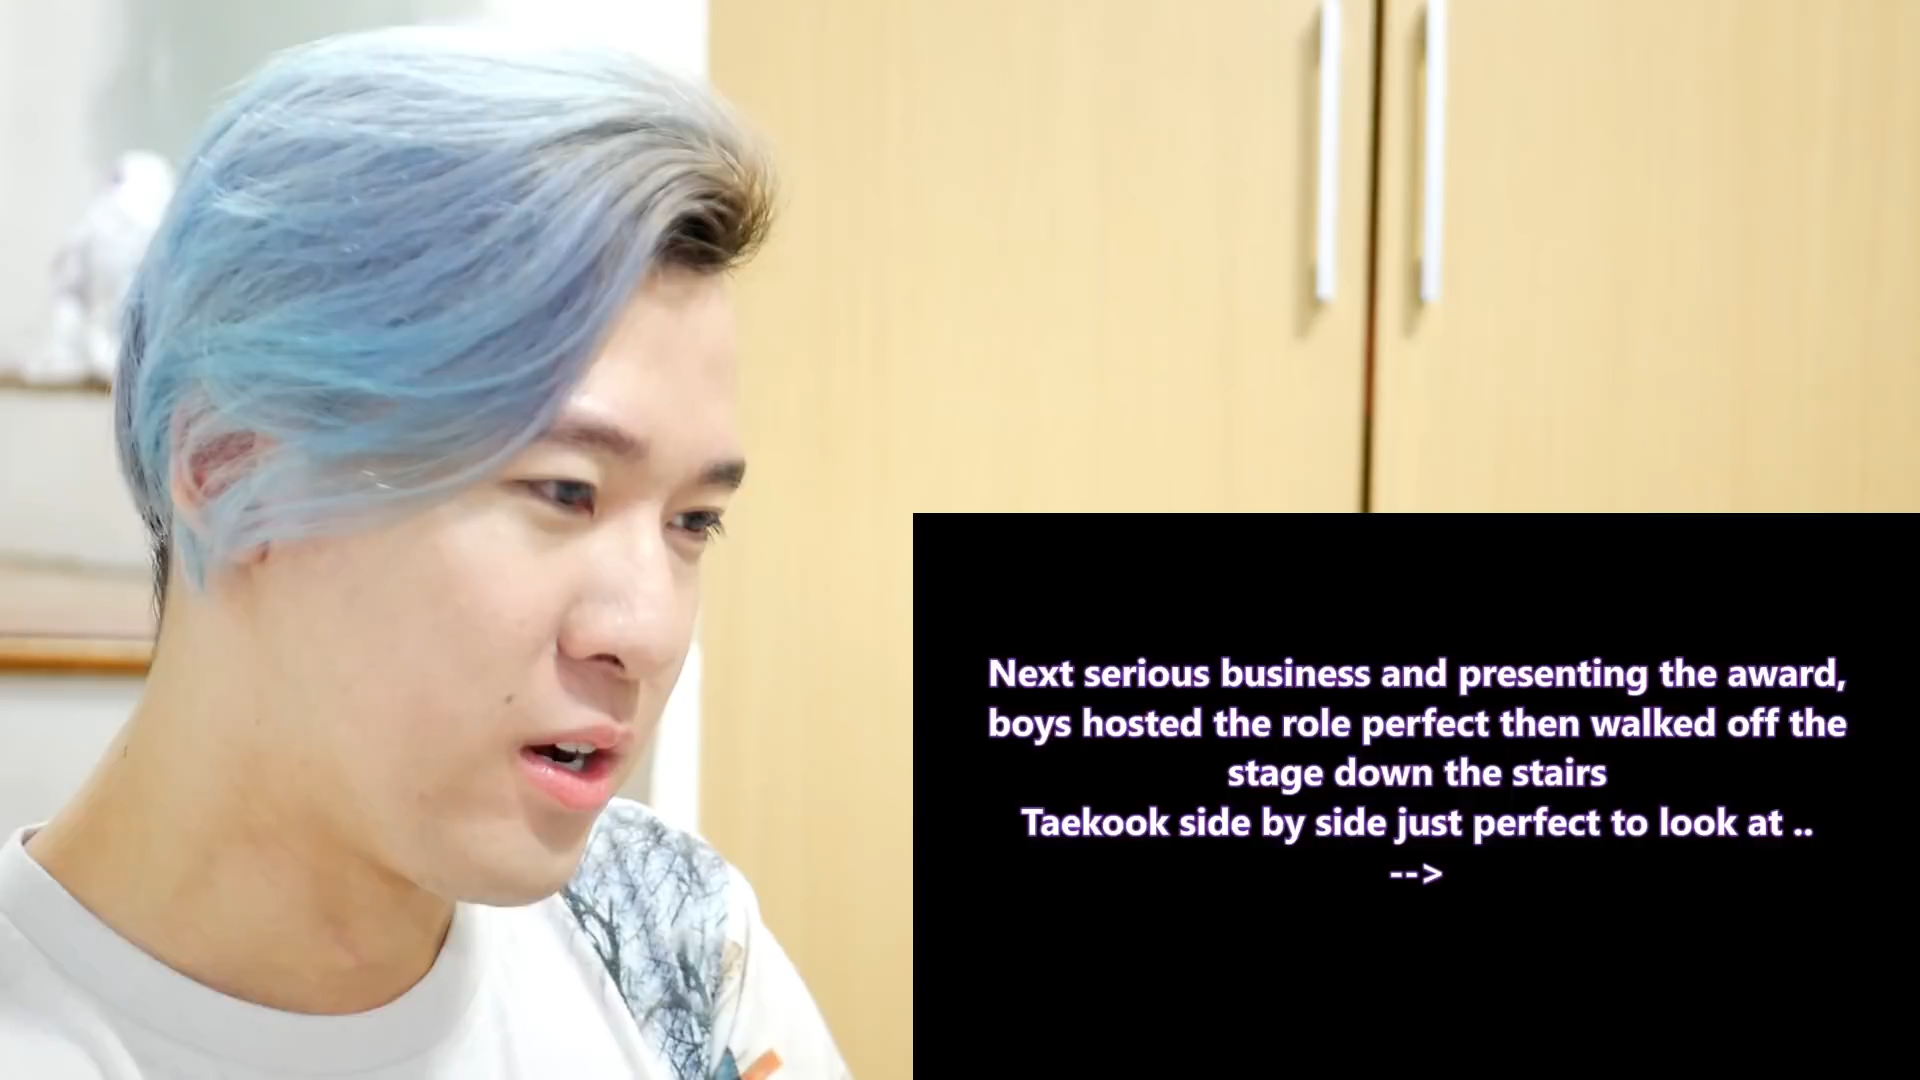 Next serious business and presenting the award,
boys hosted the role perfect then walked off the
stage down the stairs
Taekook side by side just perfect to look at ..
-->